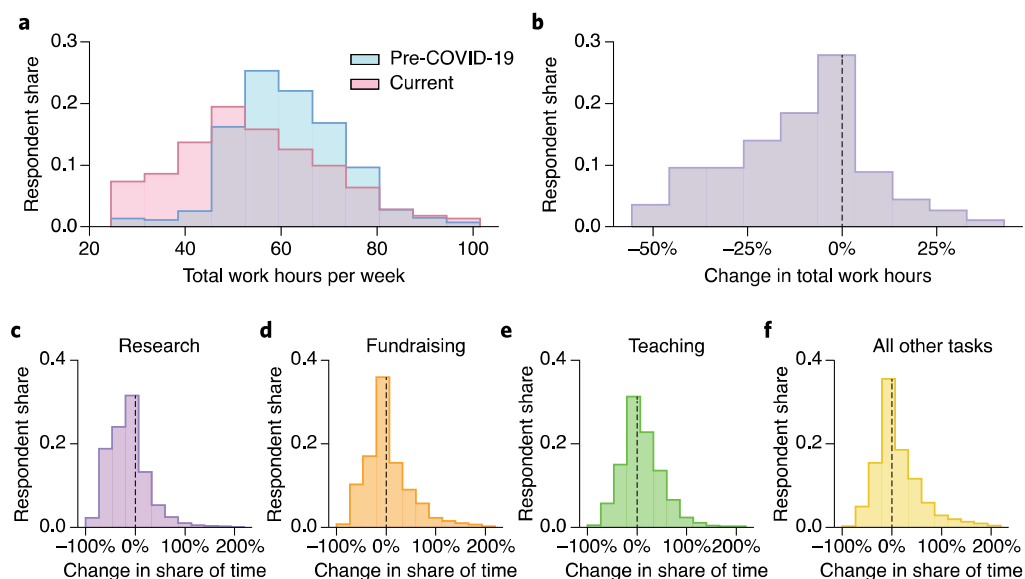 a
0.3
0.2
0.1
0.0
Respondent share
Pre-COVID-19
Current
20 40 60 80 100
Total work hours per week
b
0.3
0.2
0.1
0.0
Respondent share
–50% –25% 0% 25%
Change in total work hours
c
Research
0.4
0.2
0.0
Respondent share
–100% 0% 100% 200%
Change in share of time
d
Fundraising
0.4
0.2
0.0
Respondent share
–100% 0% 100% 200%
Change in share of time
e
Teaching
0.4
0.2
0.0
Respondent share
–100% 0% 100% 200%
Change in share of time
f
All other tasks
0.4
0.2
0.0
Respondent share
–100% 0% 100% 200%
Change in share of time